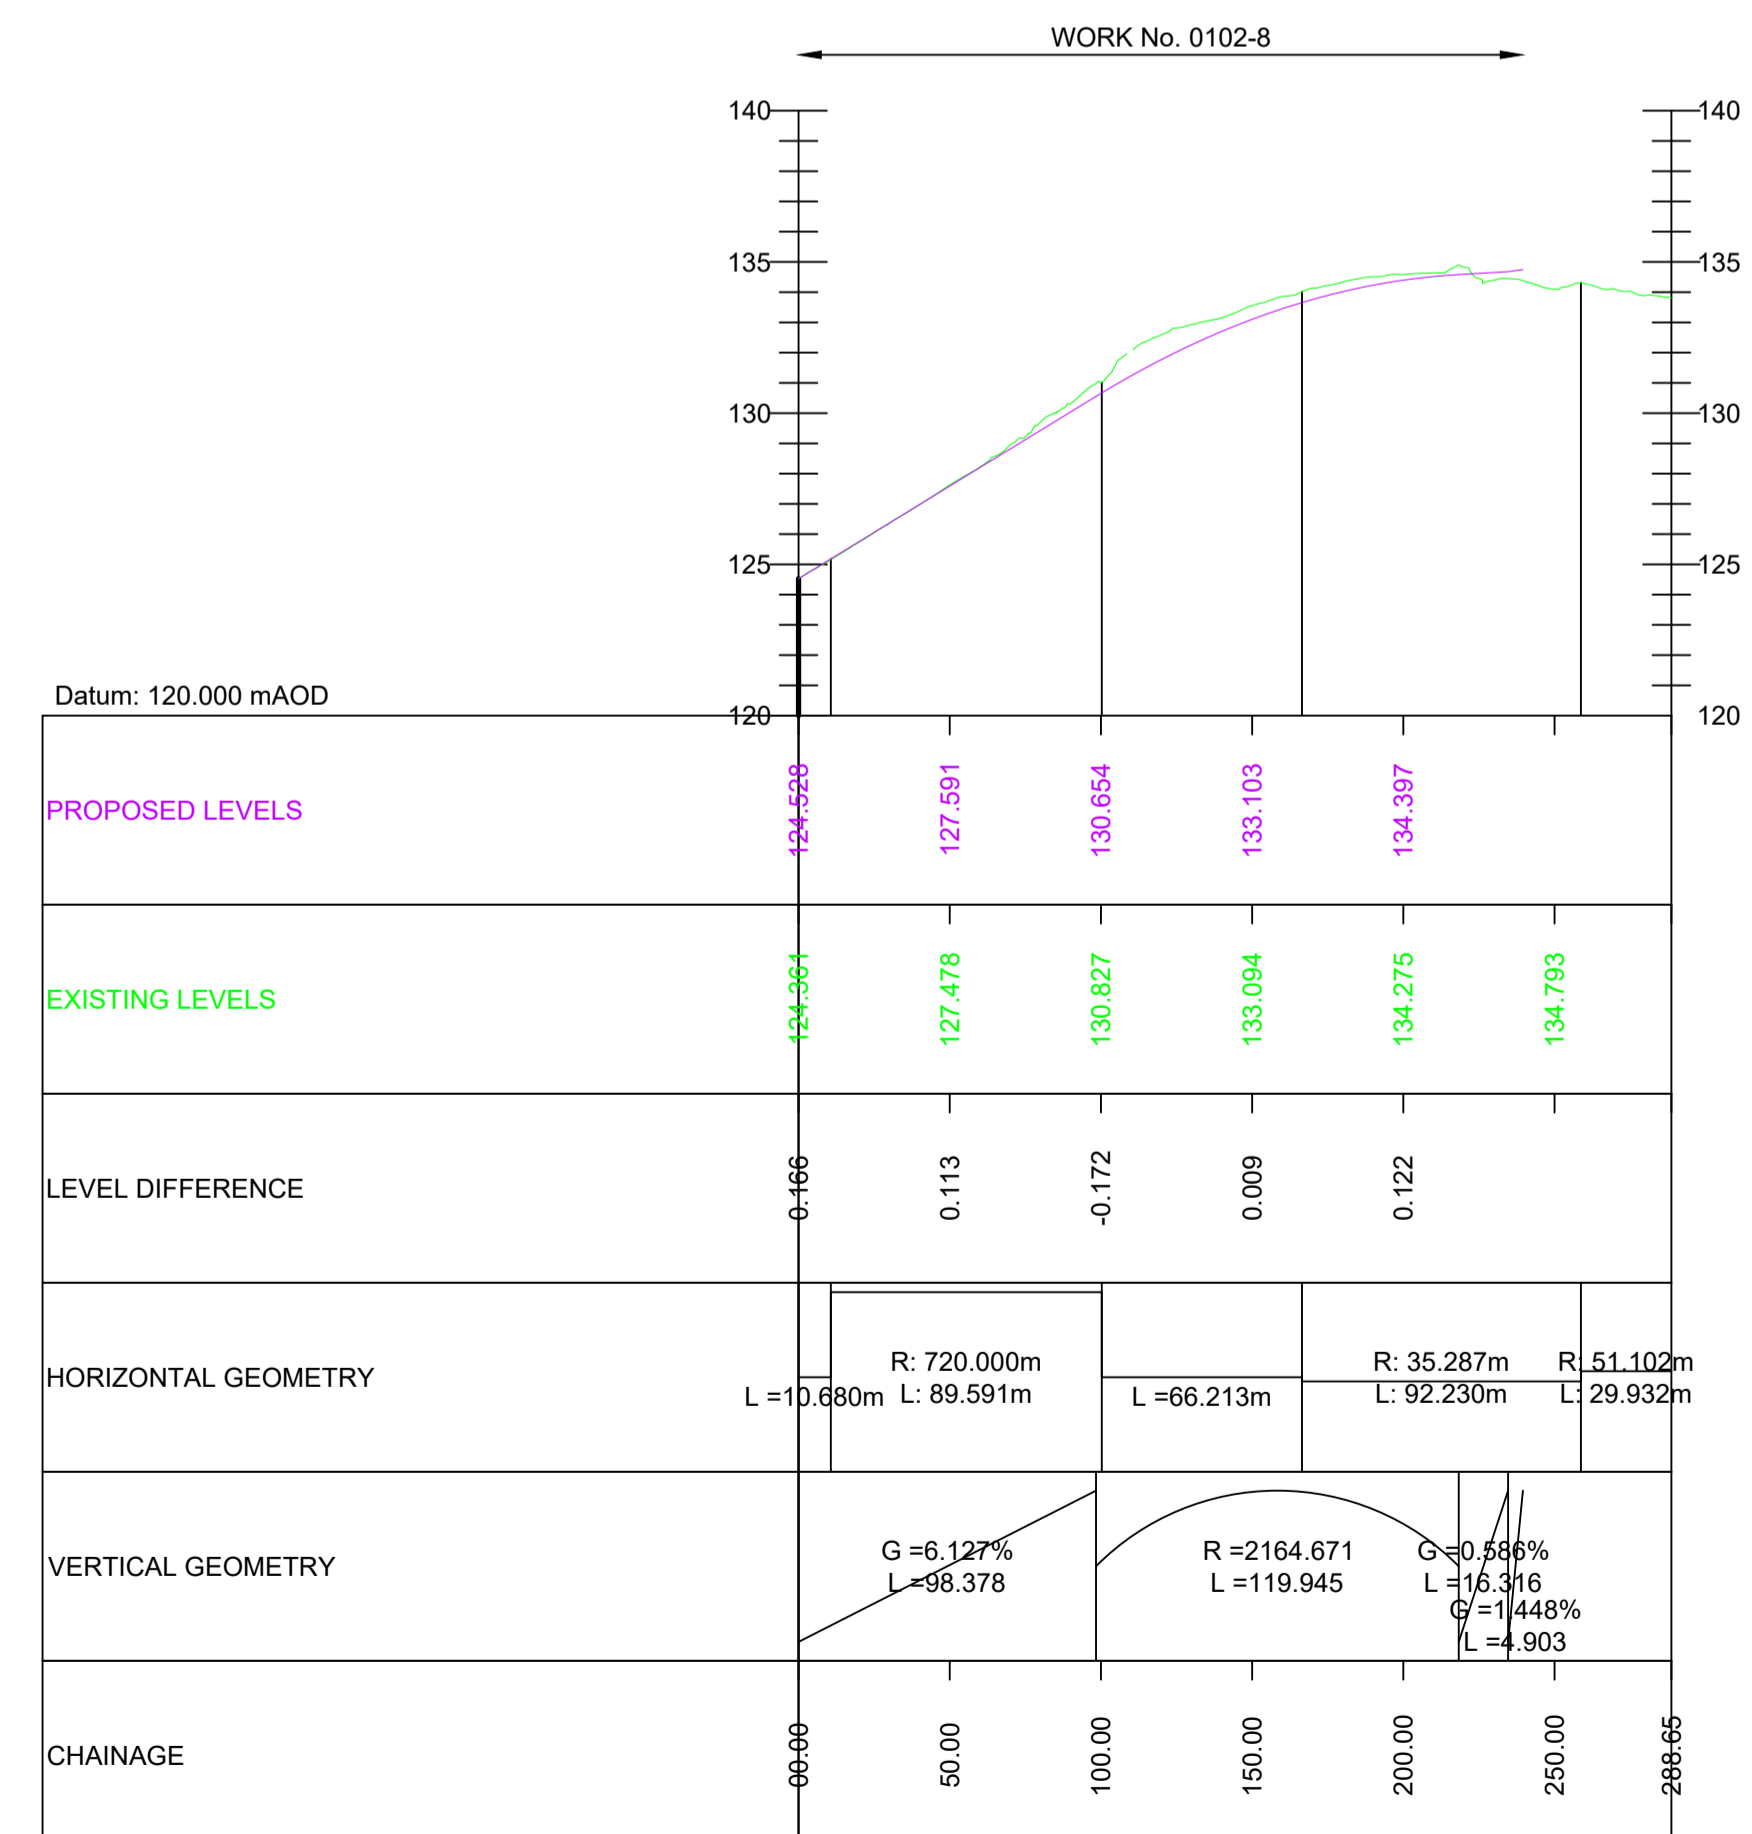 WORK No. 0102-8
140 140
135 135
130 130
125 125
Datum: 120.000 mAOD
120 120
PROPOSED LEVELS 124.528 127.591 130.654 133.103 134.397
EXISTING LEVELS 124.361 127.478 130.827 133.094 134.275 134.793
LEVEL DIFFERENCE 0.166 0.113 -0.172 0.009 0.122
HORIZONTAL GEOMETRY
L =10.680m
R: 720.000m
L: 89.591m
L =66.213m
R: 35.287m
L: 92.230m
R: 51.102m
L: 29.932m
VERTICAL GEOMETRY
G =6.127%
L =98.378
R =2164.671
L =119.945
G =0.586%
L =16.316
G =1.448%
L =4.903
CHAINAGE 00.00 50.00 100.00 150.00 200.00 250.00 288.65